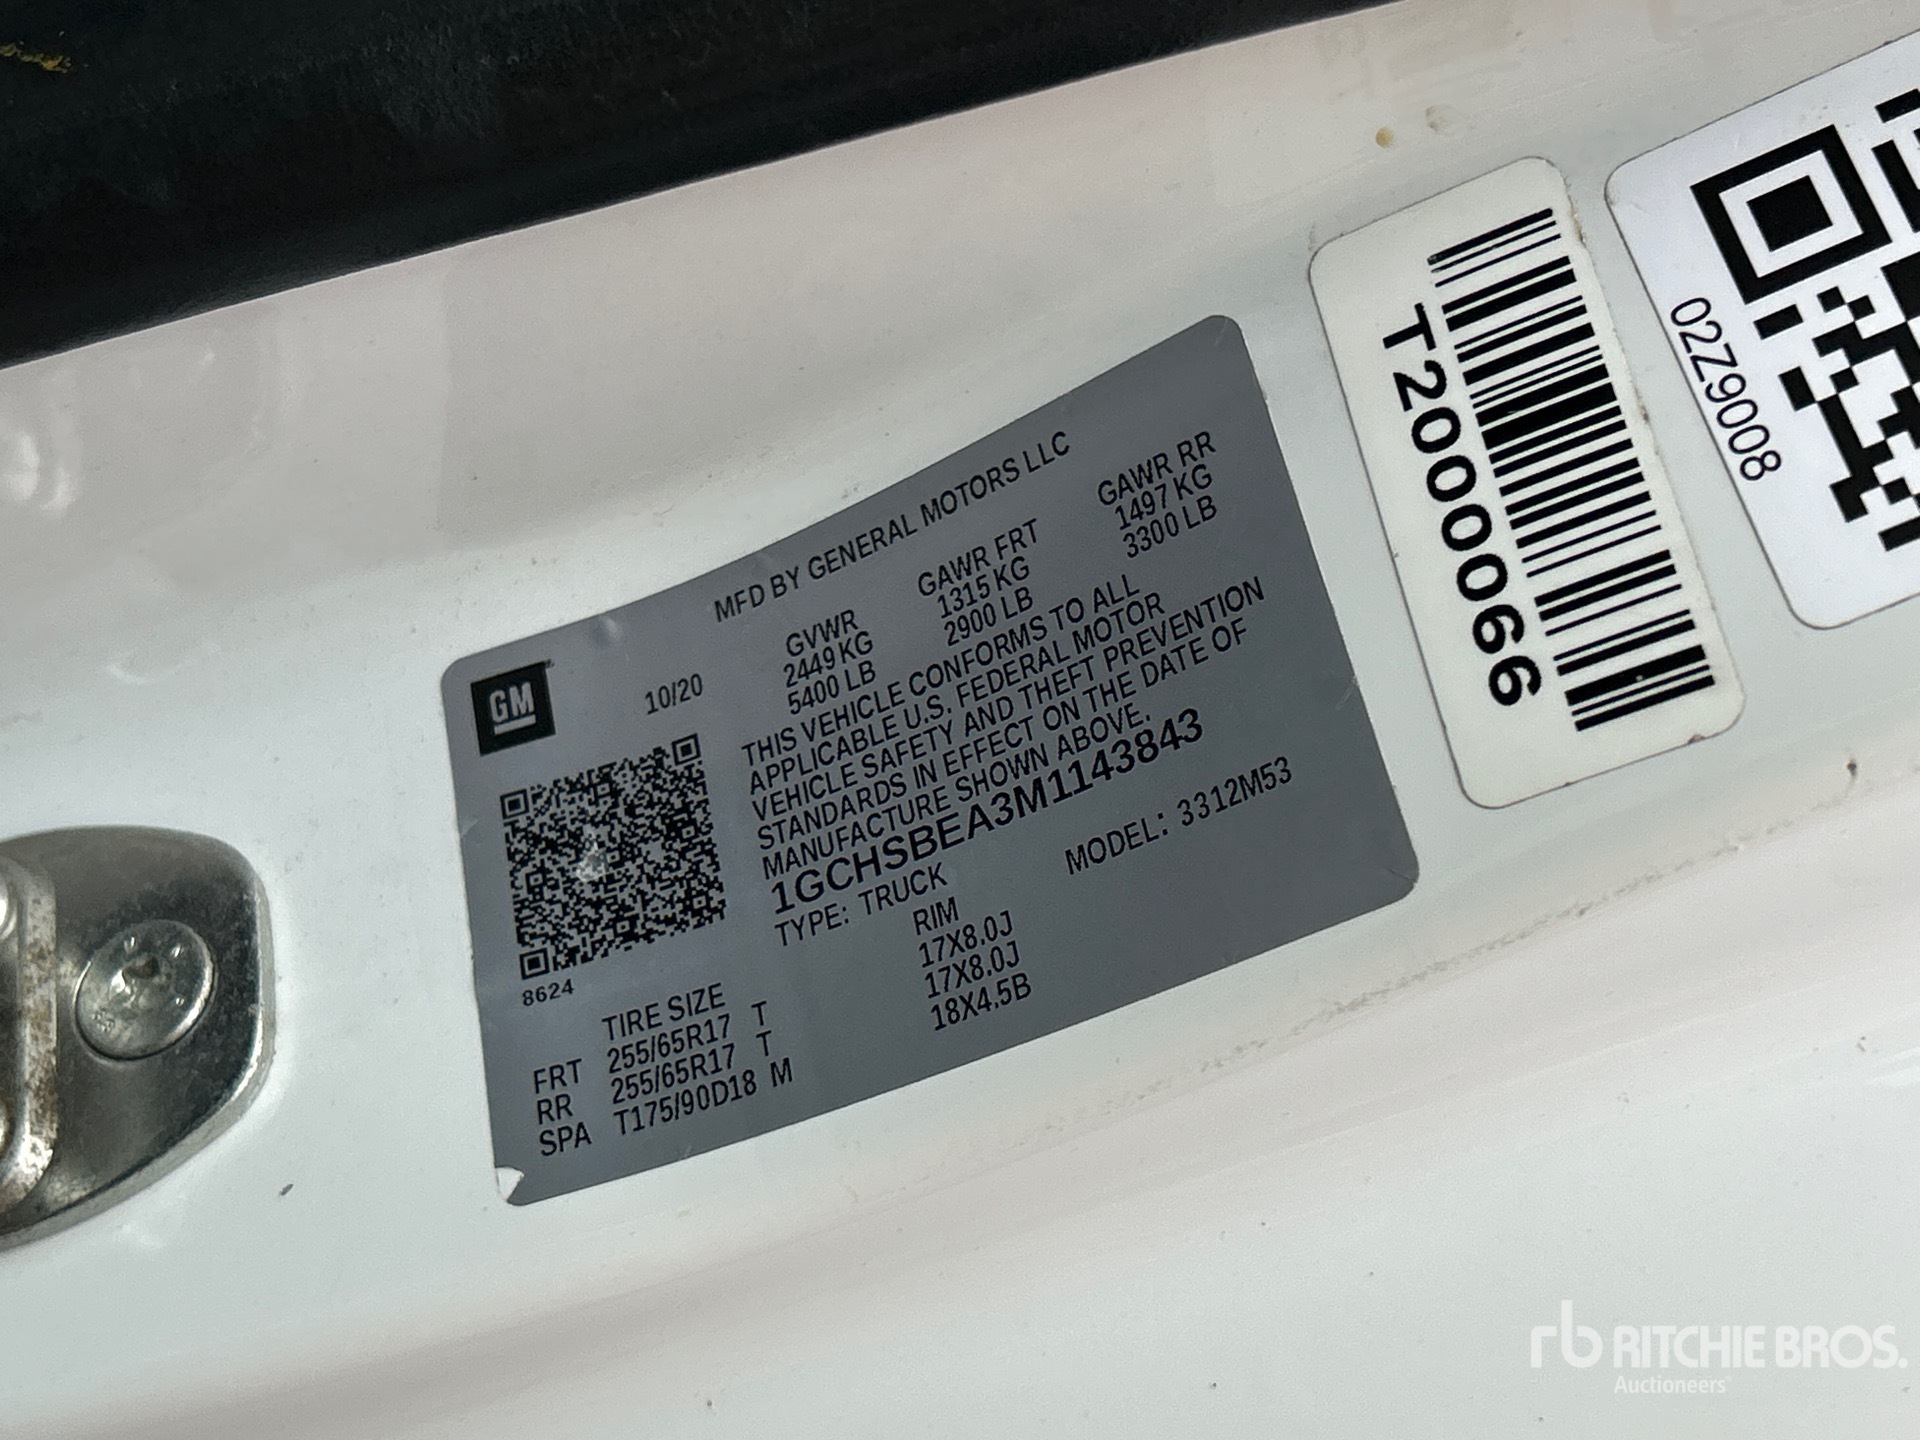 MFD BY GENERAL MOTORS LLC
GM
10/20
GVWR GAWR FRT GAWR RR
2449 KG 1315 KG 1497 KG
5400 LB 2900 LB 3300 LB
THIS VEHICLE CONFORMS TO ALL
APPLICABLE U.S. FEDERAL MOTOR
VEHICLE SAFETY AND THEFT PREVENTION
STANDARDS IN EFFECT ON THE DATE OF
MANUFACTURE SHOWN ABOVE.
1GCHSBEA3M1143843
TYPE: TRUCK MODEL: 3312M53
8624
TIRE SIZE RIM
FRT 255/65R17 T 17X8.0J
RR 255/65R17 T 17X8.0J
SPA T175/90D18 M 18X4.5B
T2000066
02Z9008
rb RITCHIE BROS.
Auctioneers